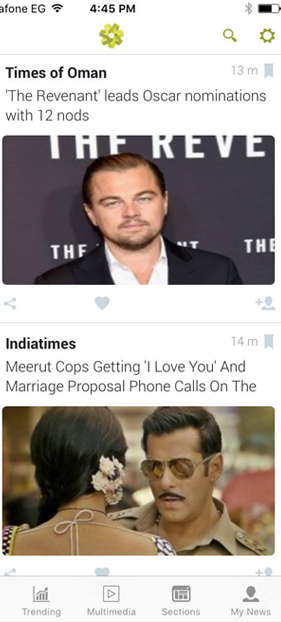 afone EG 4:45 PM
Times of Oman 13 m
'The Revenant' leads Oscar nominations
with 12 nods
THE REVE
THE NT THE
Indiatimes 14 m
Meerut Cops Getting 'I Love You' And
Marriage Proposal Phone Calls On The
Trending Multimedia Sections My News